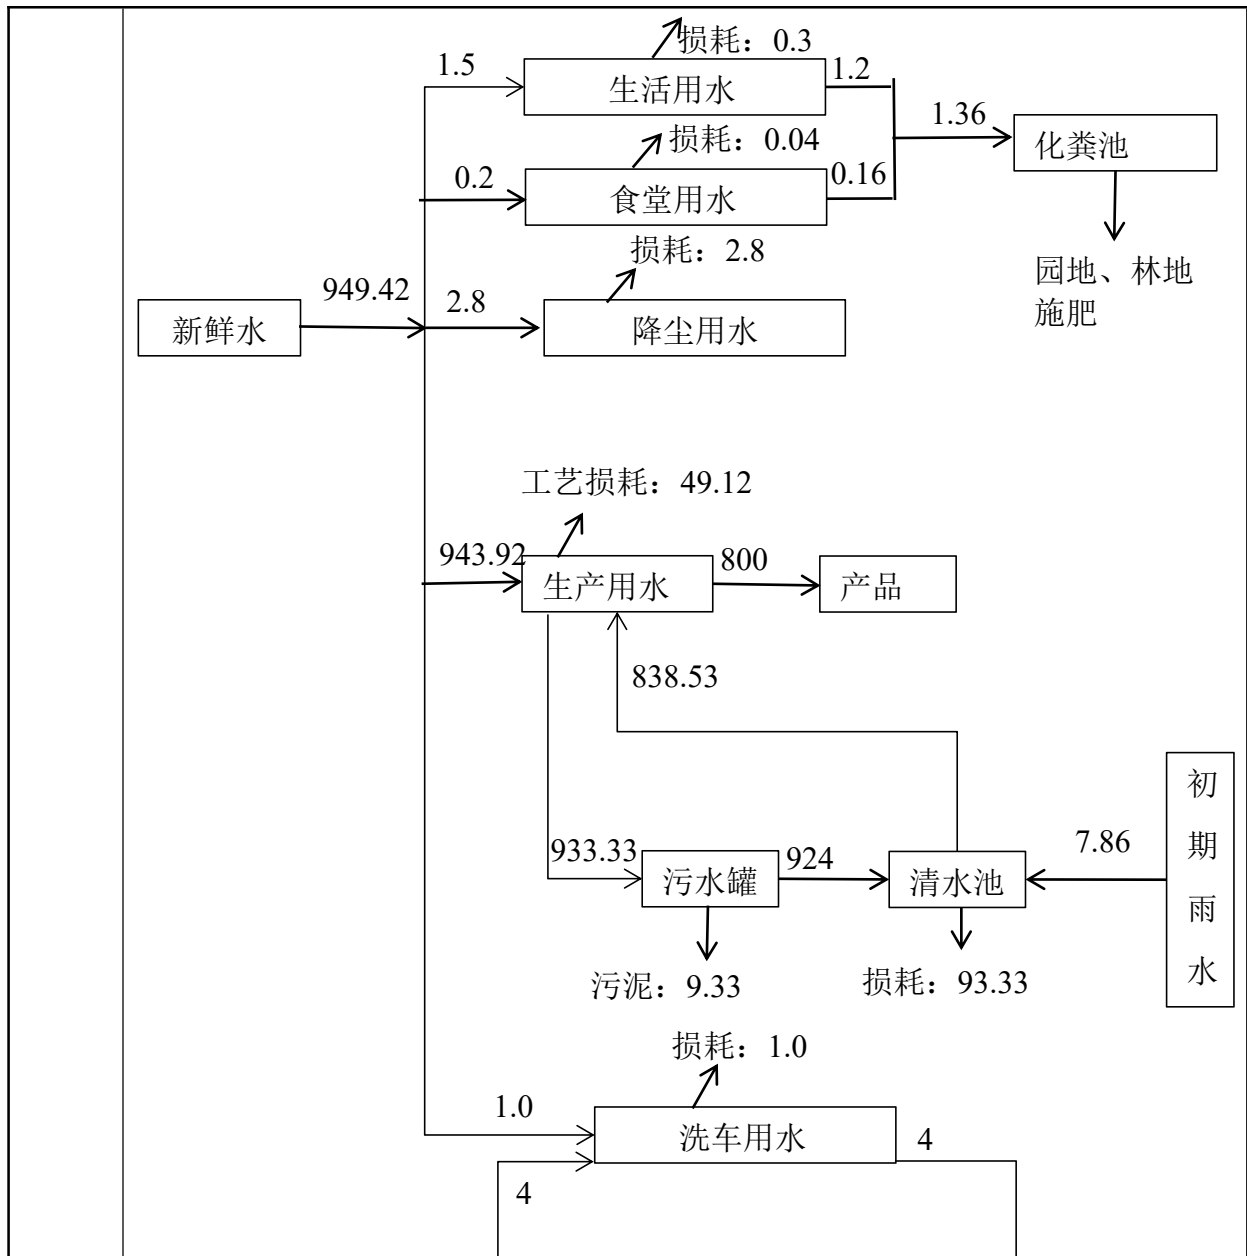 损耗：0.3
1.5
生活用水
1.2
损耗：0.04
1.36
化粪池
0.2
食堂用水
0.16
损耗：2.8
园地、林地
施肥
949.42
新鲜水
2.8
降尘用水
工艺损耗：49.12
943.92
生产用水
800
产品
838.53
初
期
雨
水
933.33
污水罐
924
清水池
7.86
污泥：9.33
损耗：93.33
损耗：1.0
1.0
洗车用水
4
4